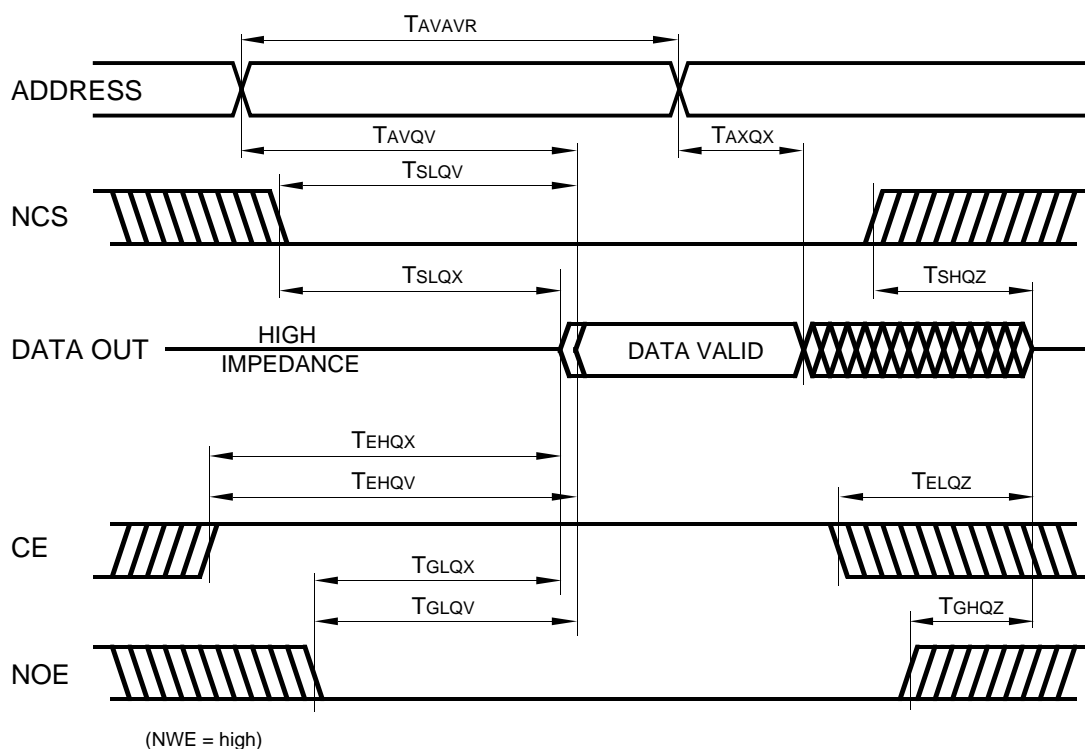 TAVAVR
ADDRESS
TAVQV
TAXQX
TSLQV
NCS
TSLQX
TSHQZ
DATA OUT
HIGH
IMPEDANCE
DATA VALID
TEHQX
TEHQV
TELQZ
CE
TGLQX
TGLQV
TGHQZ
NOE
(NWE = high)